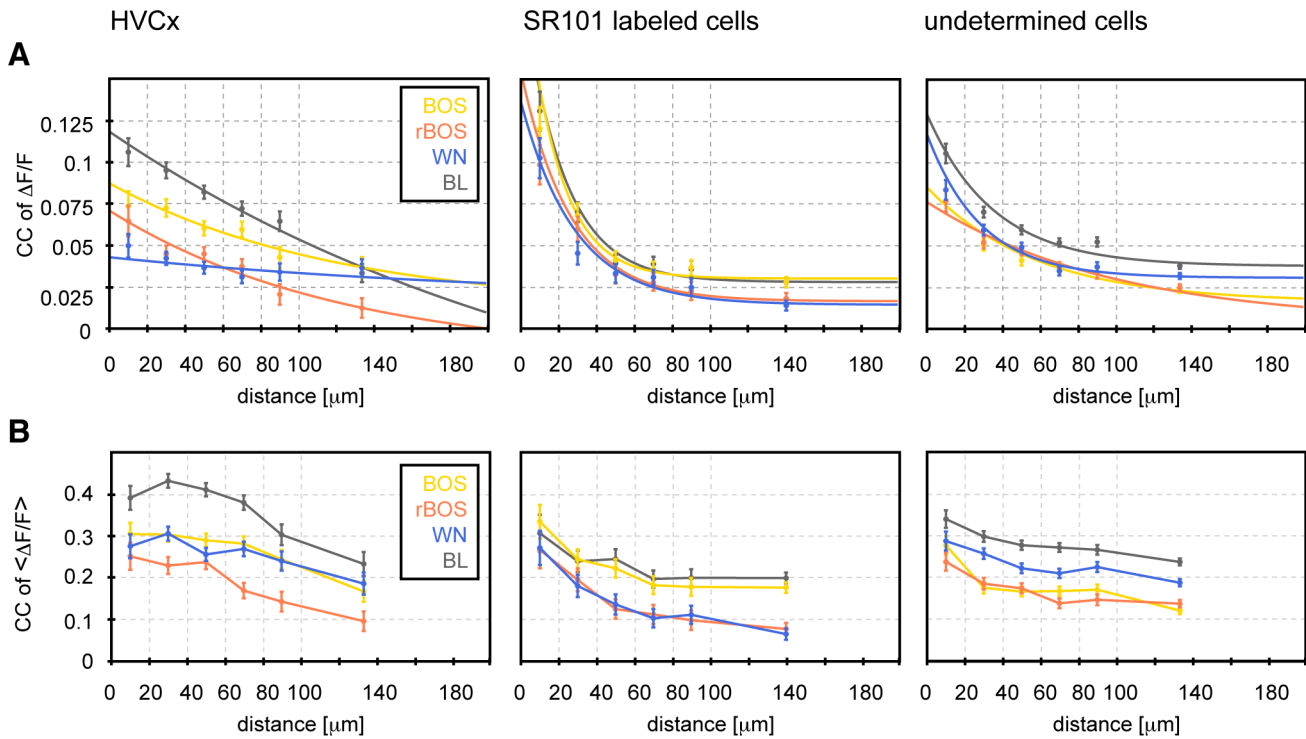 HVCx SR101 labeled cells undetermined cells
A
CC of ΔF/F
0.125
0.1
0.075
0.05
0.025
0
BOS
rBOS
WN
BL
0 20 40 60 80 100 140 180 0 20 40 60 80 100 140 180 0 20 40 60 80 100 140 180
distance [μm] distance [μm] distance [μm]
B
CC of <ΔF/F>
0.4
0.3
0.2
0.1
0
BOS
rBOS
WN
BL
0 20 40 60 80 100 140 180 0 20 40 60 80 100 140 180 0 20 40 60 80 100 140 180
distance [μm] distance [μm] distance [μm]